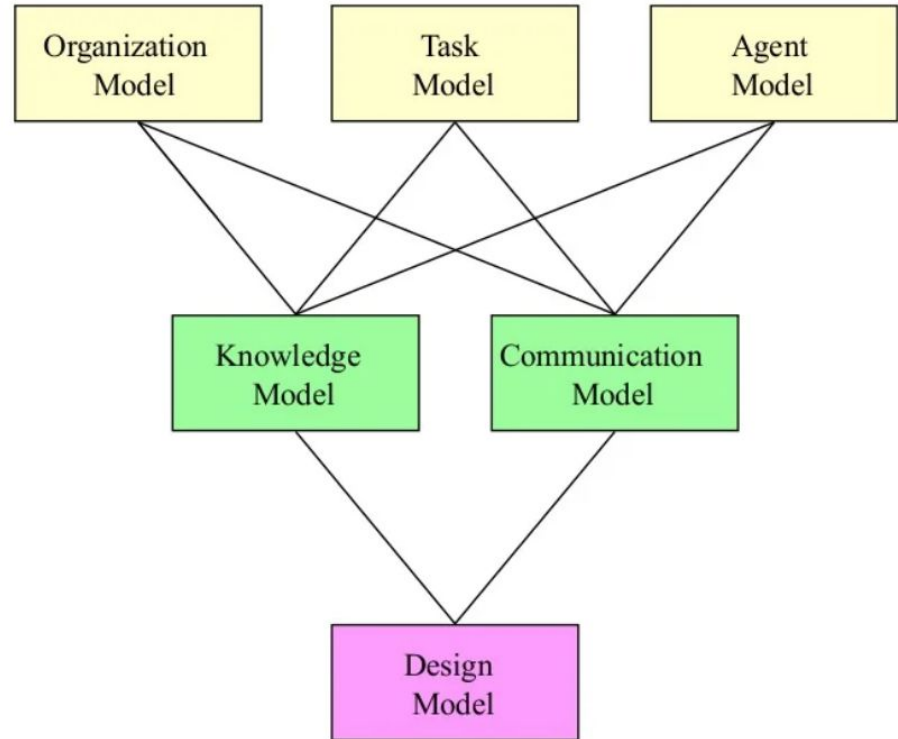 Organization
Model
Task
Model
Agent
Model
Knowledge
Model
Communication
Model
Design
Model